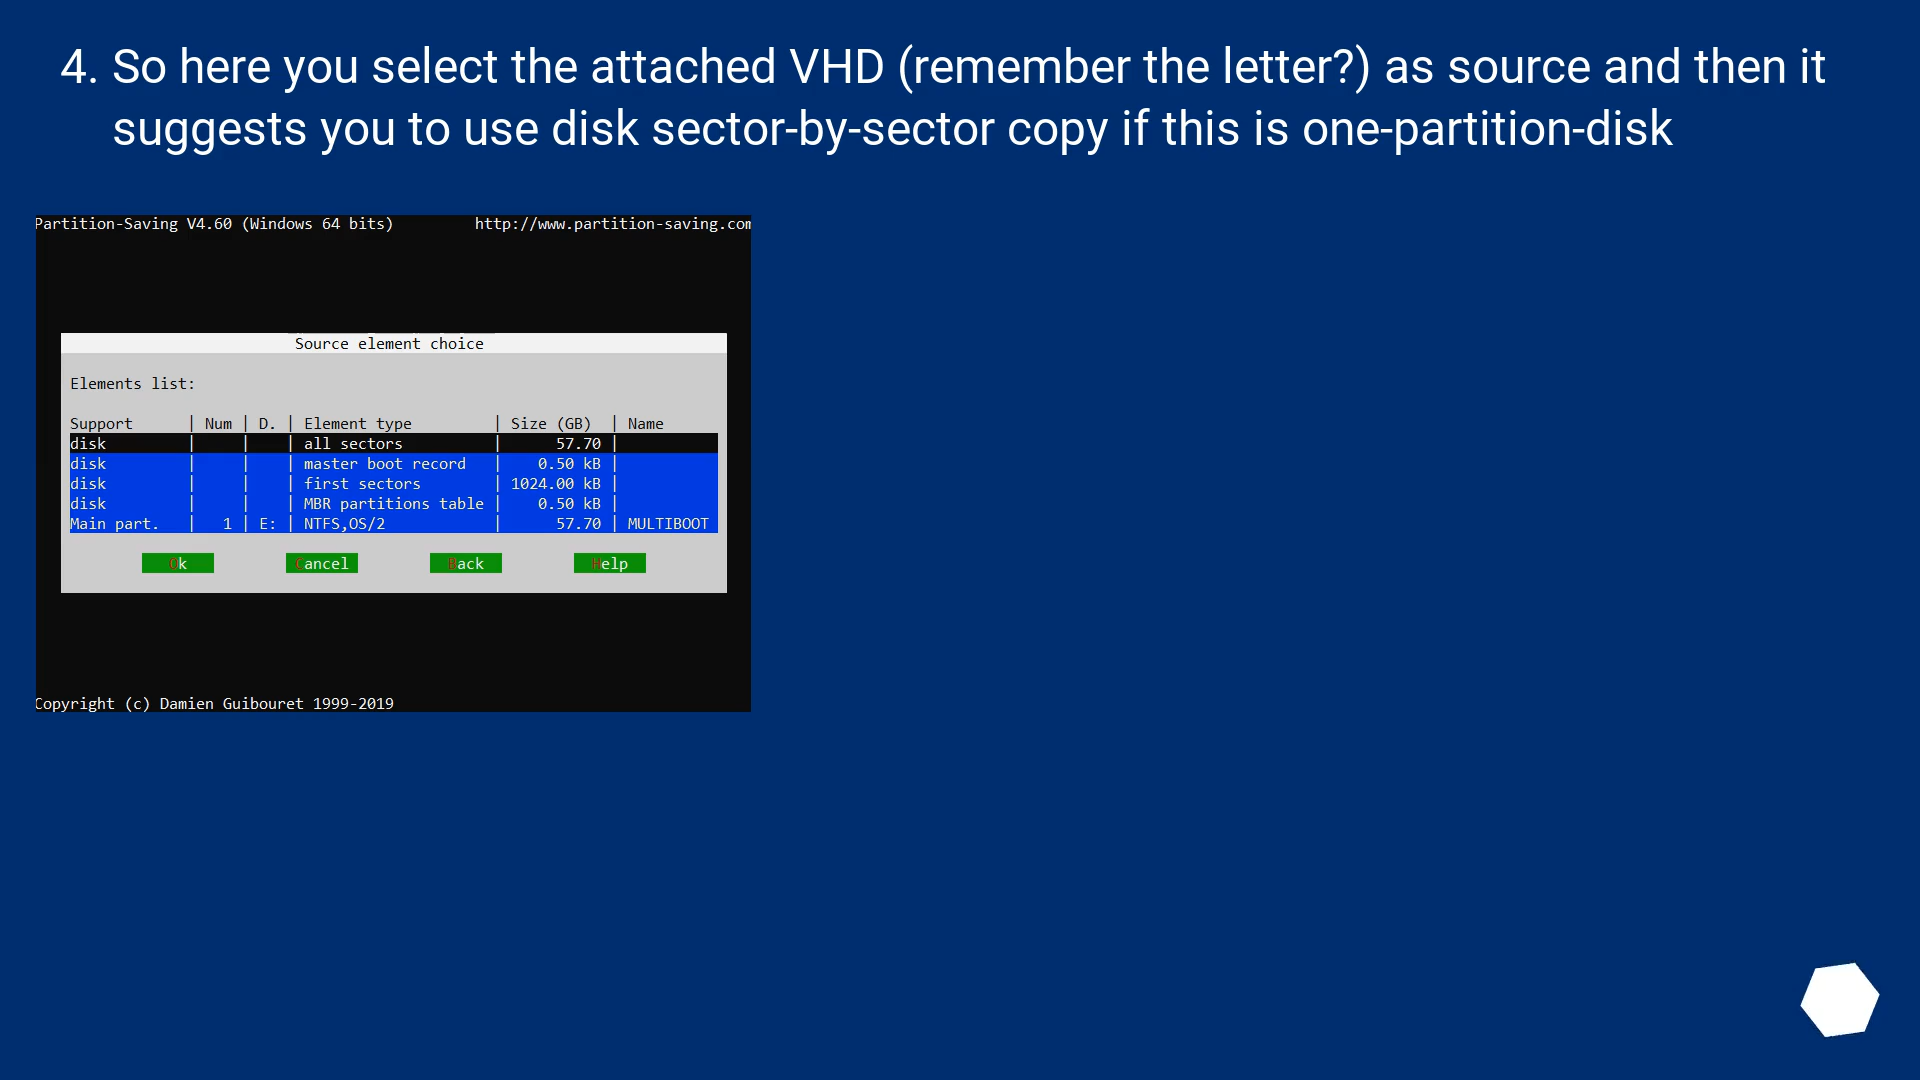 4. So here you select the attached VHD (remember the letter?) as source and then it
suggests you to use disk sector-by-sector copy if this is one-partition-disk
Partition-Saving V4.60 (Windows 64 bits) http://www.partition-saving.com
Source element choice
Elements list:
Support | Num | D. | Element type | Size (GB) | Name
disk | | | all sectors | 57.70 |
disk | | | master boot record | 0.50 kB |
disk | | | first sectors | 1024.00 kB |
disk | | | MBR partitions table | 0.50 kB |
Main part. | 1 | E: | NTFS,OS/2 | 57.70 | MULTIBOOT
Ok Cancel Back Help
Copyright (c) Damien Guibouret 1999-2019